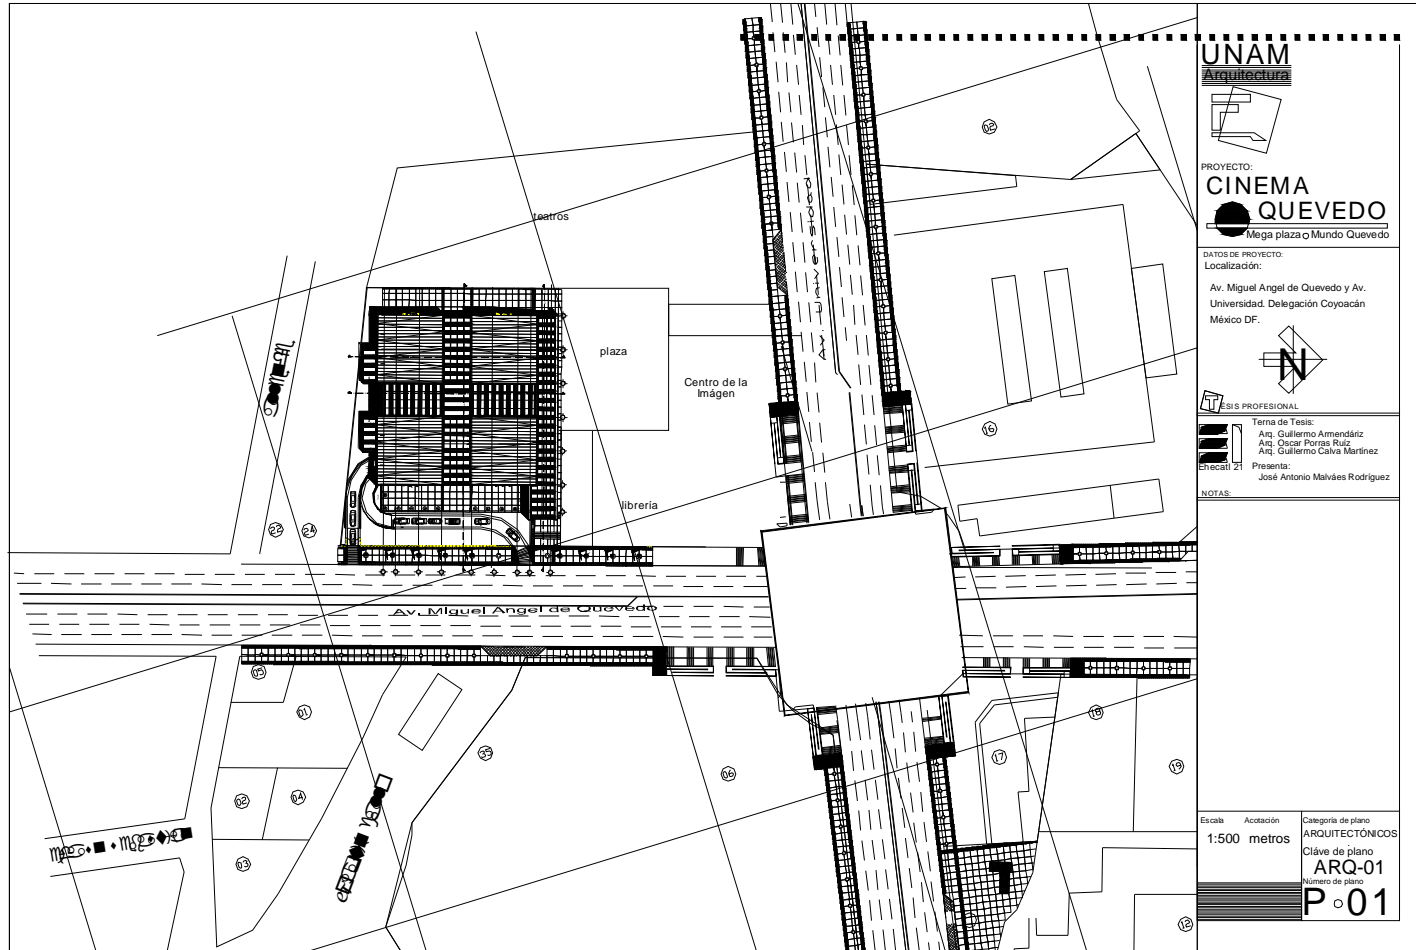 UNAM
Arquitectura
PROYECTO:
CINEMA
QUEVEDO
Mega plaza Mundo Quevedo
DATOS DE PROYECTO:
Localización:
Av. Miguel Angel de Quevedo y Av.
Universidad. Delegación Coyoacán
México DF.
N
TÉSIS PROFESIONAL
Terna de Tesis:
Arq. Guillermo Armendáriz
Arq. Oscar Porras Ruíz
Arq. Guillermo Calva Martínez
Ehecatl 21
Presenta:
José Antonio Malváes Rodríguez
NOTAS:
Escala
Acotación
1:500 metros
Categoría de plano
ARQUITECTÓNICOS
Cláve de plano
ARQ-01
Número de plano
P 01
teatros
plaza
Centro de la
Imágen
librería
Av. Universidad
Av. Miguel Angel de Quevedo
02
16
22
24
05
01
02
04
03
35
06
17
18
19
12